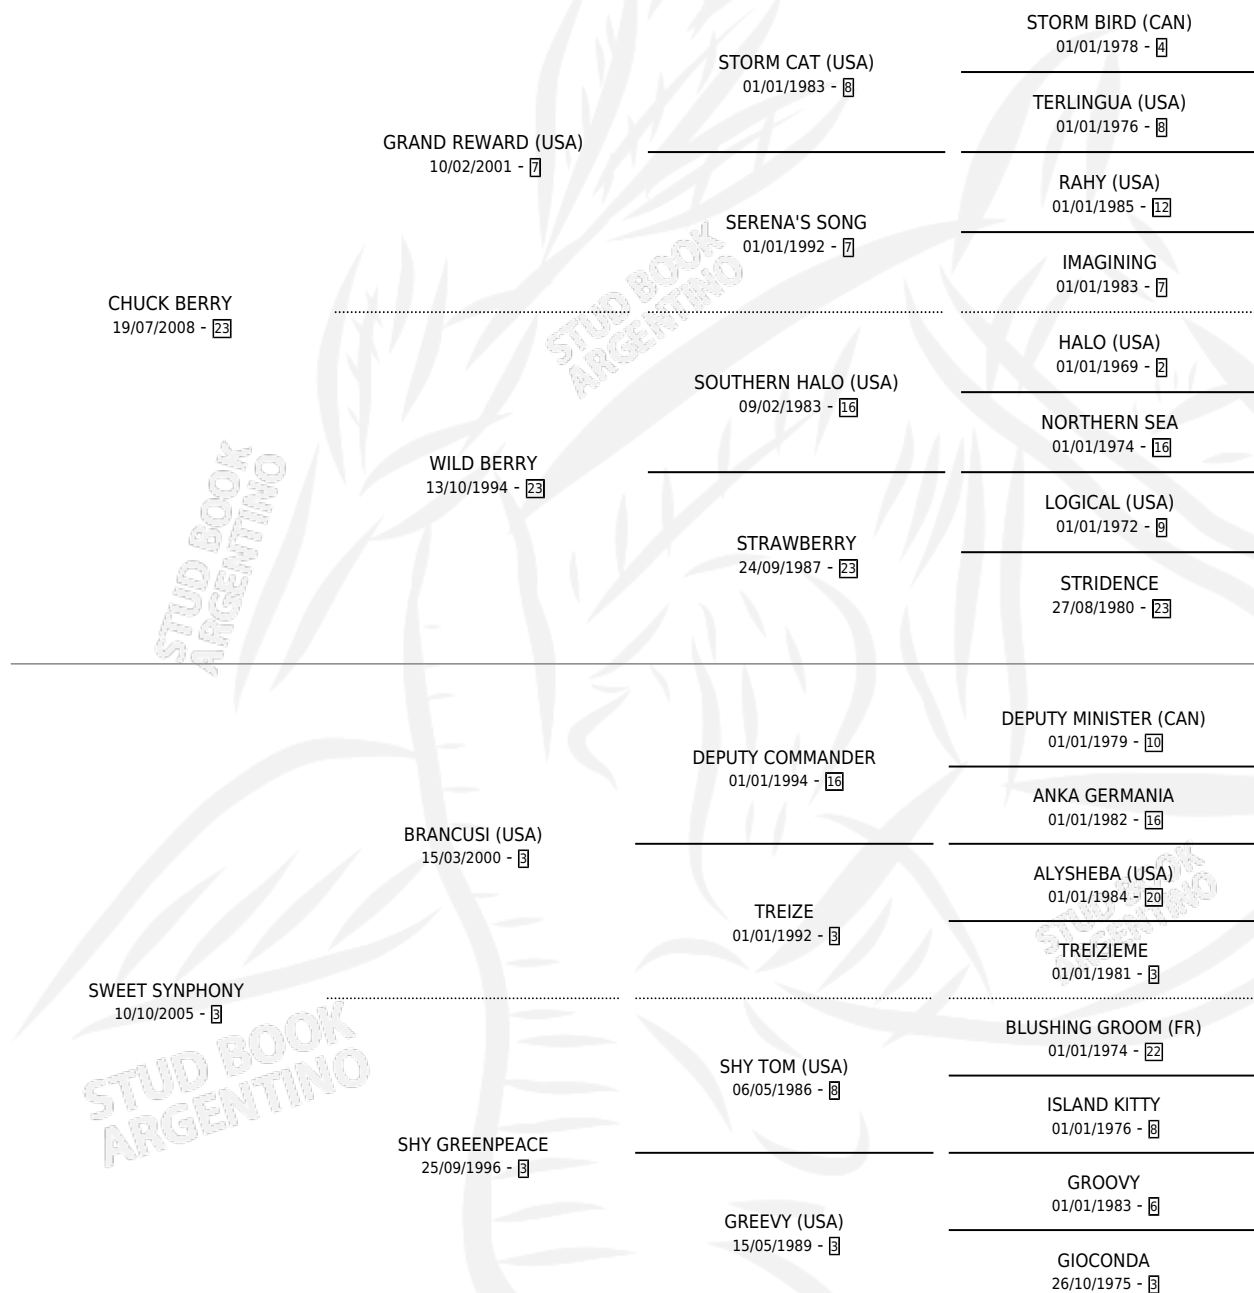 STORM BIRD (CAN)
01/01/1978 - 4
STORM CAT (USA)
01/01/1983 - 8
TERLINGUA (USA)
01/01/1976 - 8
GRAND REWARD (USA)
10/02/2001 - 7
RAHY (USA)
01/01/1985 - 12
SERENA'S SONG
01/01/1992 - 7
IMAGINING
01/01/1983 - 7
CHUCK BERRY
19/07/2008 - 23
HALO (USA)
01/01/1969 - 2
SOUTHERN HALO (USA)
09/02/1983 - 16
NORTHERN SEA
01/01/1974 - 16
WILD BERRY
13/10/1994 - 23
LOGICAL (USA)
01/01/1972 - 9
STRAWBERRY
24/09/1987 - 23
STRIDENCE
27/08/1980 - 23
DEPUTY MINISTER (CAN)
01/01/1979 - 10
DEPUTY COMMANDER
01/01/1994 - 16
ANKA GERMANIA
01/01/1982 - 16
BRANCUSI (USA)
15/03/2000 - 3
ALYSHEBA (USA)
01/01/1984 - 20
TREIZE
01/01/1992 - 3
TREIZIEME
01/01/1981 - 3
SWEET SYNPHONY
10/10/2005 - 3
BLUSHING GROOM (FR)
01/01/1974 - 22
SHY TOM (USA)
06/05/1986 - 8
ISLAND KITTY
01/01/1976 - 8
SHY GREENPEACE
25/09/1996 - 3
GROOVY
01/01/1983 - 6
GREEVY (USA)
15/05/1989 - 3
GIOCONDA
26/10/1975 - 3
STUD BOOK
ARGENTINO
STUD BOOK
ARGENTINO
STUD BOOK
ARGENTINO
STUD BOOK
ARGENTINO